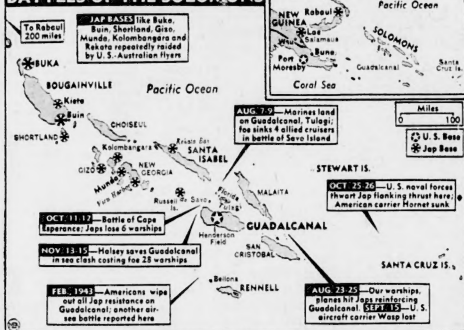 BATTLES OF THE SOLOMONS
To Rabaul
200 miles
JAP BASES like Buka,
Buin, Shortland, Gizo,
Munda, Kolombangara and
Rekata repeatedly raided
by U.S.-Australian flyers
Pacific Ocean
Rabaul
NEW
GUINEA
Lae
Salamaua
Buna
Port
Moresby
SOLOMONS
Guadalcanal
Santa
Cruz Is.
Coral Sea
BUKA
BOUGAINVILLE
Kieta
Buin
SHORTLAND
CHOISEUL
Pacific Ocean
AUG. 7-9—Marines land
on Guadalcanal, Tulagi;
foe sinks 4 allied cruisers
in battle of Savo Island
Miles
0 100
U.S. Base
Jap Base
Kolombangara
Rekata Bay
SANTA
ISABEL
GIZO
NEW
GEORGIA
Munda
STEWART IS.
OCT. 25-26—U.S. naval forces
thwart Jap flanking thrust here;
American carrier Hornet sunk
Russell
Is.
Savo
Florida
Tulagi
MALAITA
OCT. 11-12—Battle of Cape
Esperance; Japs lose 6 warships
GUADALCANAL
Henderson
Field
NOV. 13-15—Halsey saves Guadalcanal
in sea clash costing foe 28 warships
SAN
CRISTOBAL
SANTA CRUZ IS.
FEB., 1943—Americans wipe
out all Jap resistance on
Guadalcanal; another air-
sea battle reported here
Bellona
RENNELL
AUG. 23-25—Our warships,
planes hit Japs reinforcing
Guadalcanal. SEPT. 15—U.S.
aircraft carrier Wasp lost